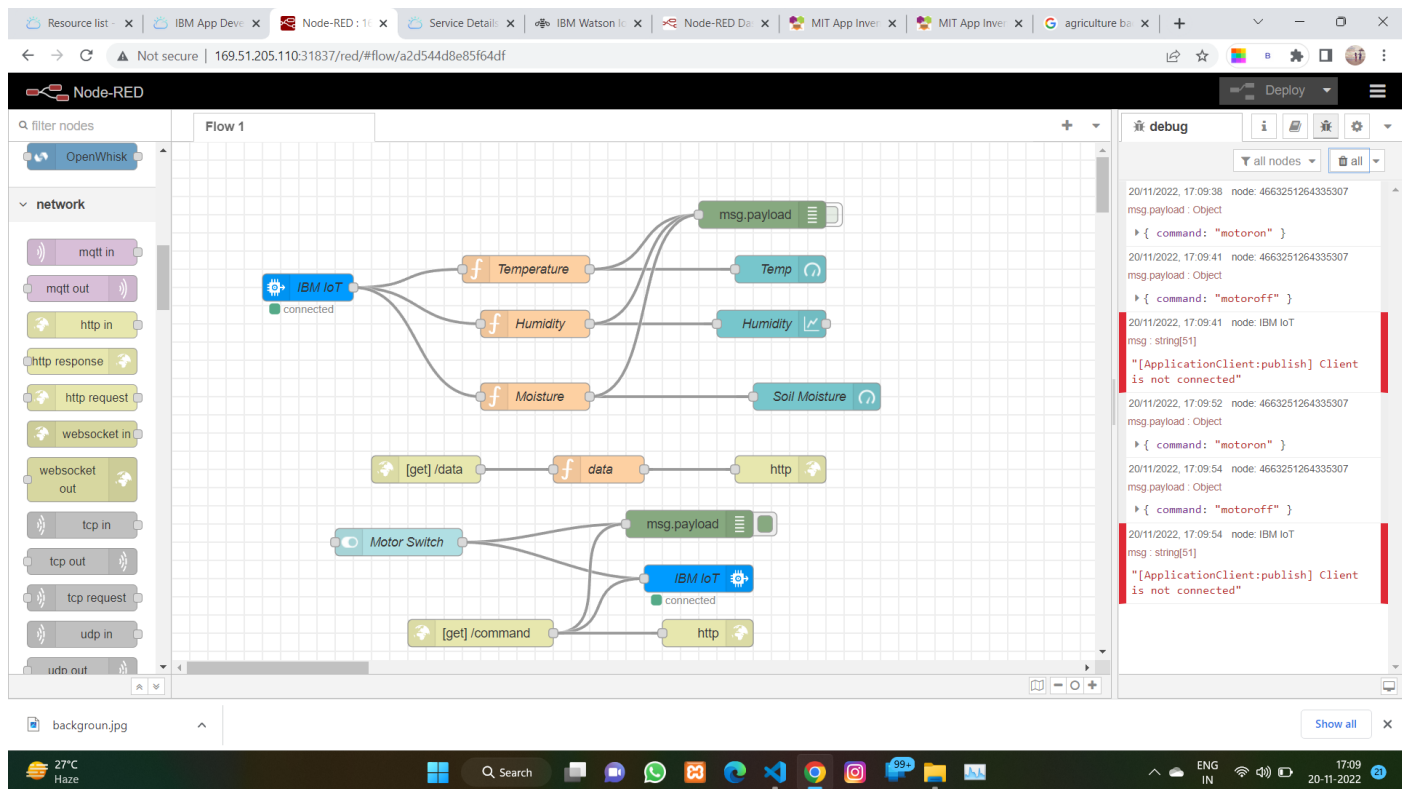 Resource list -
IBM App Deve
Node-RED : 16
Service Details
IBM Watson Io
Node-RED Da
MIT App Inver
MIT App Inver
agriculture ba
Not secure | 169.51.205.110:31837/red/#flow/a2d544d8e85f64df
Node-RED
Deploy
filter nodes
Flow 1
debug
i
all nodes
all
OpenWhisk
network
mqtt in
mqtt out
http in
http response
http request
websocket in
websocket
out
tcp in
tcp out
tcp request
udp in
udp out
msg.payload
Temperature
Temp
IBM IoT
connected
Humidity
Humidity
Moisture
Soil Moisture
[get] /data
data
http
msg.payload
Motor Switch
IBM IoT
connected
[get] /command
http
20/11/2022, 17:09:38 node: 4663251264335307
msg.payload : Object
{ command: "motoron" }
20/11/2022, 17:09:41 node: 4663251264335307
msg.payload : Object
{ command: "motoroff" }
20/11/2022, 17:09:41 node: IBM IoT
msg : string[51]
"[ApplicationClient:publish] Client
is not connected"
20/11/2022, 17:09:52 node: 4663251264335307
msg.payload : Object
{ command: "motoron" }
20/11/2022, 17:09:54 node: 4663251264335307
msg.payload : Object
{ command: "motoroff" }
20/11/2022, 17:09:54 node: IBM IoT
msg : string[51]
"[ApplicationClient:publish] Client
is not connected"
backgroun.jpg
Show all
27°C
Haze
Search
99+
ENG
IN
17:09
20-11-2022
21